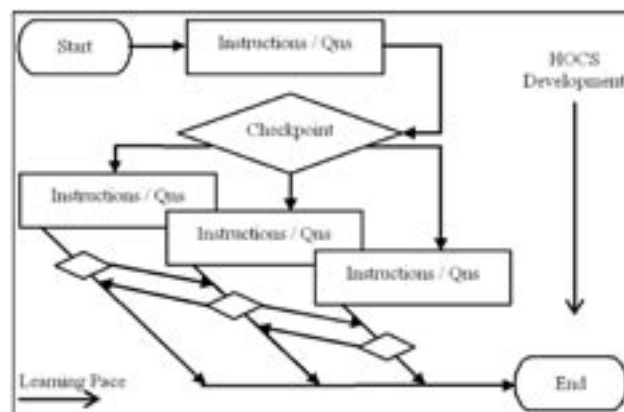 Start
Instructions / Qns
HOCS
Development
Checkpoint
Instructions / Qns
Instructions / Qns
Instructions / Qns
Learning Pace
End